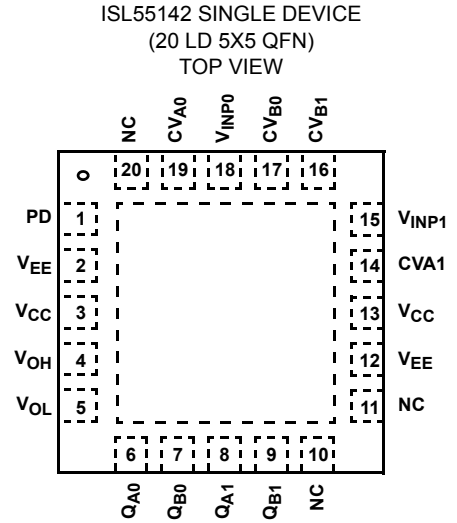 ISL55142 SINGLE DEVICE
(20 LD 5X5 QFN)
TOP VIEW
NC CVA0 VINP0 CVB0 CVB1
20 19 18 17 16
PD 1
VEE 2
VCC 3
VOH 4
VOL 5
15 VINP1
14 CVA1
13 VCC
12 VEE
11 NC
6 7 8 9 10
QA0 QB0 QA1 QB1 NC